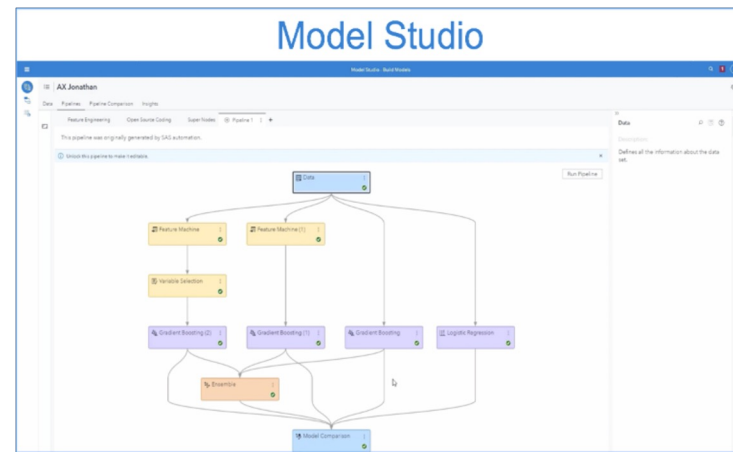 Model Studio
Model Studio - Build Models
AX Jonathan
Data Pipelines Pipeline Comparison Insights
Feature Engineering Open Source Coding Super Nodes Pipeline 1 +
This pipeline was originally generated by SAS automation.
Unlock this pipeline to make it editable.
Run Pipeline
Data
Description
Defines all the information about the data
set.
Data
Feature Machine
Feature Machine (1)
Variable Selection
Gradient Boosting (2)
Gradient Boosting (1)
Gradient Boosting
Logistic Regression
Ensemble
Model Comparison